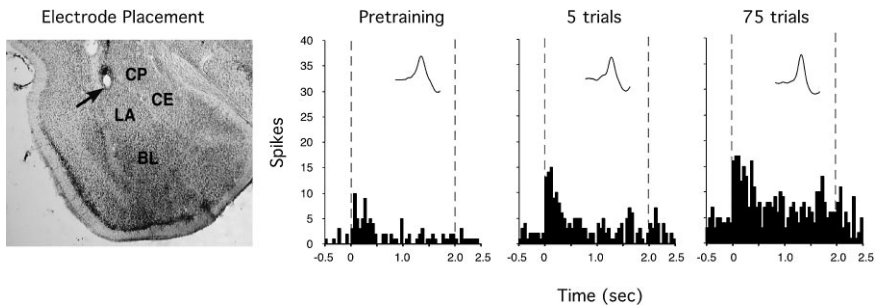 Electrode Placement
Pretraining
5 trials
75 trials
CP
CE
LA
BL
Spikes
40
35
30
25
20
15
10
5
0
-0.5 0 1.0 2.0 2.5
-0.5 0 1.0 2.0 2.5
-0.5 0 1.0 2.0 2.5
Time (sec)